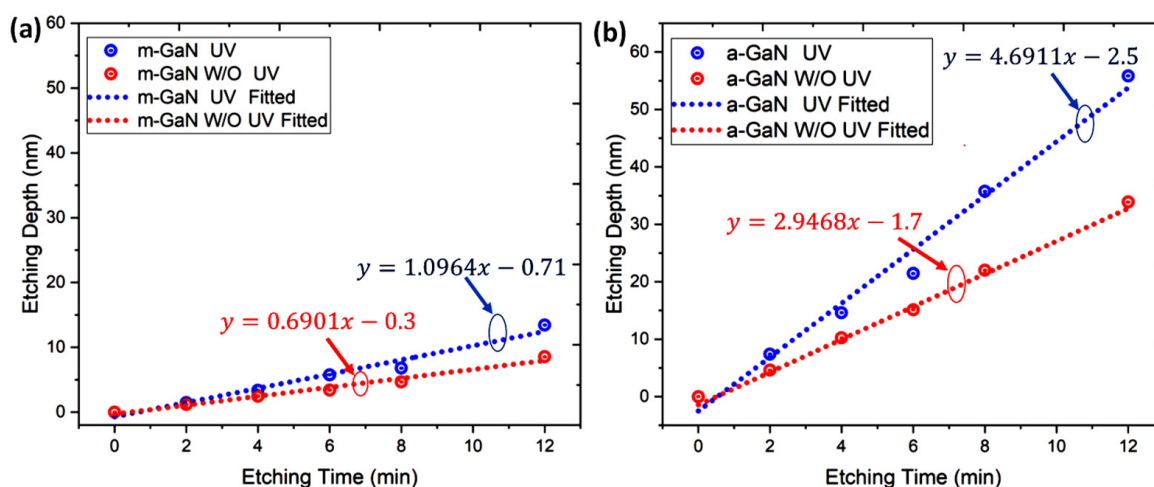 (a)
m-GaN UV
m-GaN W/O UV
m-GaN UV Fitted
m-GaN W/O UV Fitted
60
50
40
30
20
10
0
Etching Depth (nm)
y = 1.0964x − 0.71
y = 0.6901x − 0.3
0 2 4 6 8 10 12
Etching Time (min)
(b)
a-GaN UV
a-GaN W/O UV
a-GaN UV Fitted
a-GaN W/O UV Fitted
60
50
40
30
20
10
0
Etching Depth (nm)
y = 4.6911x − 2.5
y = 2.9468x − 1.7
0 2 4 6 8 10 12
Etching Time (min)